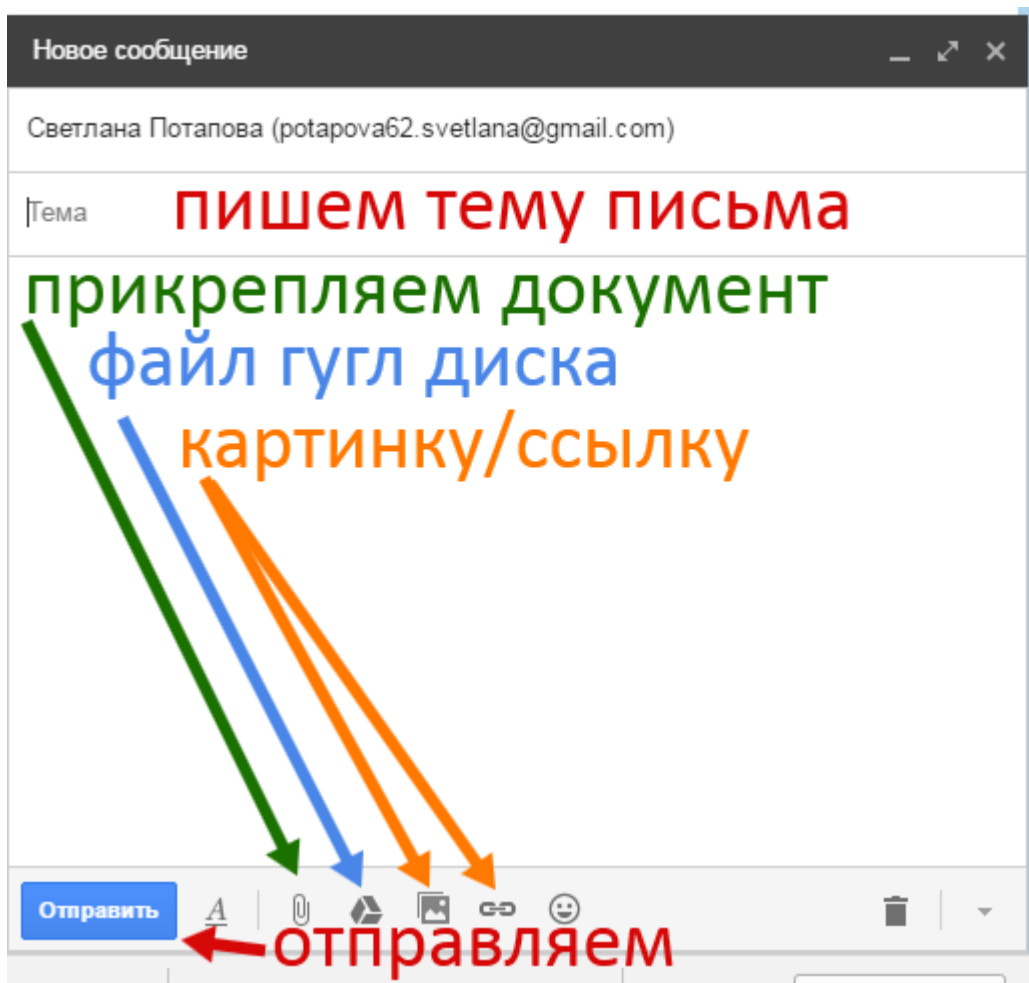 Новое сообщение
Светлана Потапова (potapova62.svetlana@gmail.com)
Тема пишем тему письма
прикрепляем документ
файл гугл диска
картинку/ссылку
Отправить A
отправляем